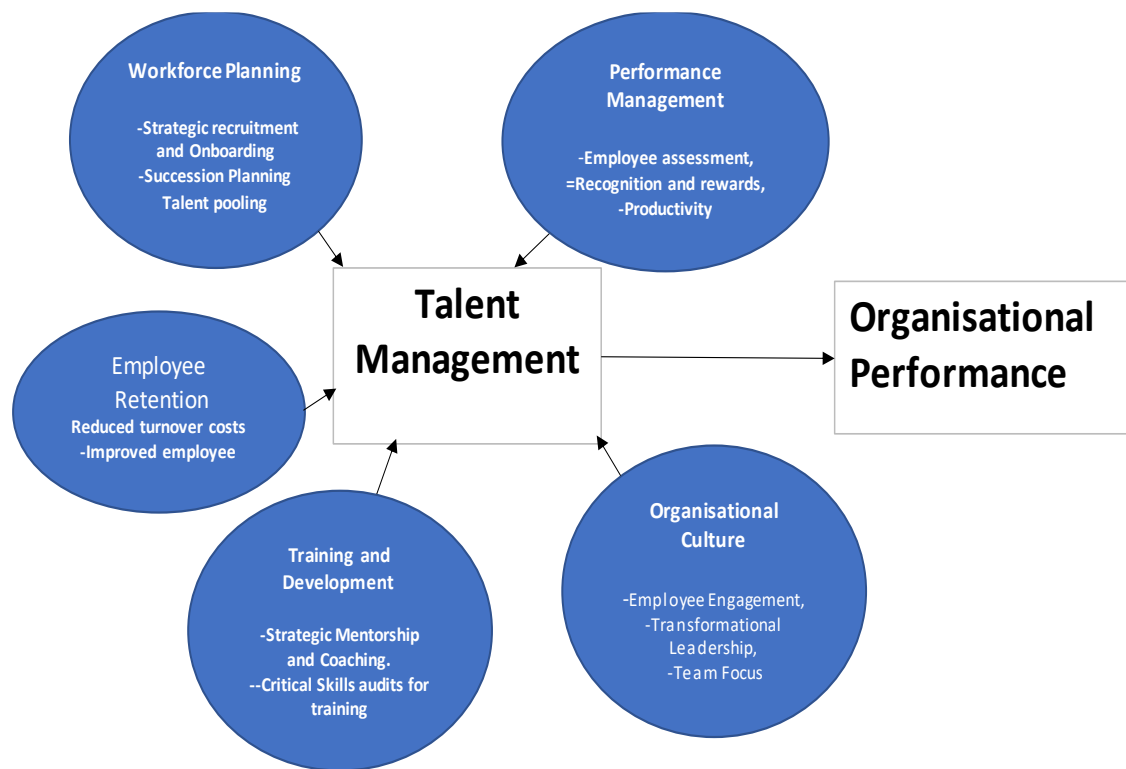 Workforce Planning
-Strategic recruitment
and Onboarding
-Succession Planning
Talent pooling
Performance
Management
-Employee assessment,
=Recognition and rewards,
-Productivity
Talent
Management
Organisational
Performance
Employee
Retention
Reduced turnover costs
-Improved employee
Training and
Development
-Strategic Mentorship
and Coaching.
--Critical Skills audits for
training
Organisational
Culture
-Employee Engagement,
-Transformational
Leadership,
-Team Focus